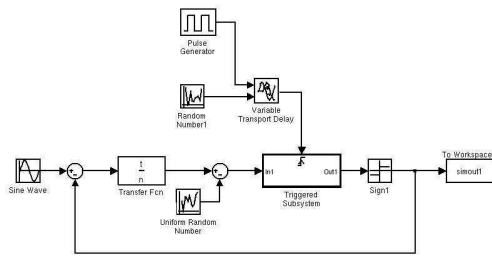 Pulse
Generator
Random
Number1
Variable
Transport Delay
To Workspace
Sine Wave
t
n
Transfer Fcn
In1
Out1
Triggered
Subsystem
Sign1
simout1
Uniform Random
Number